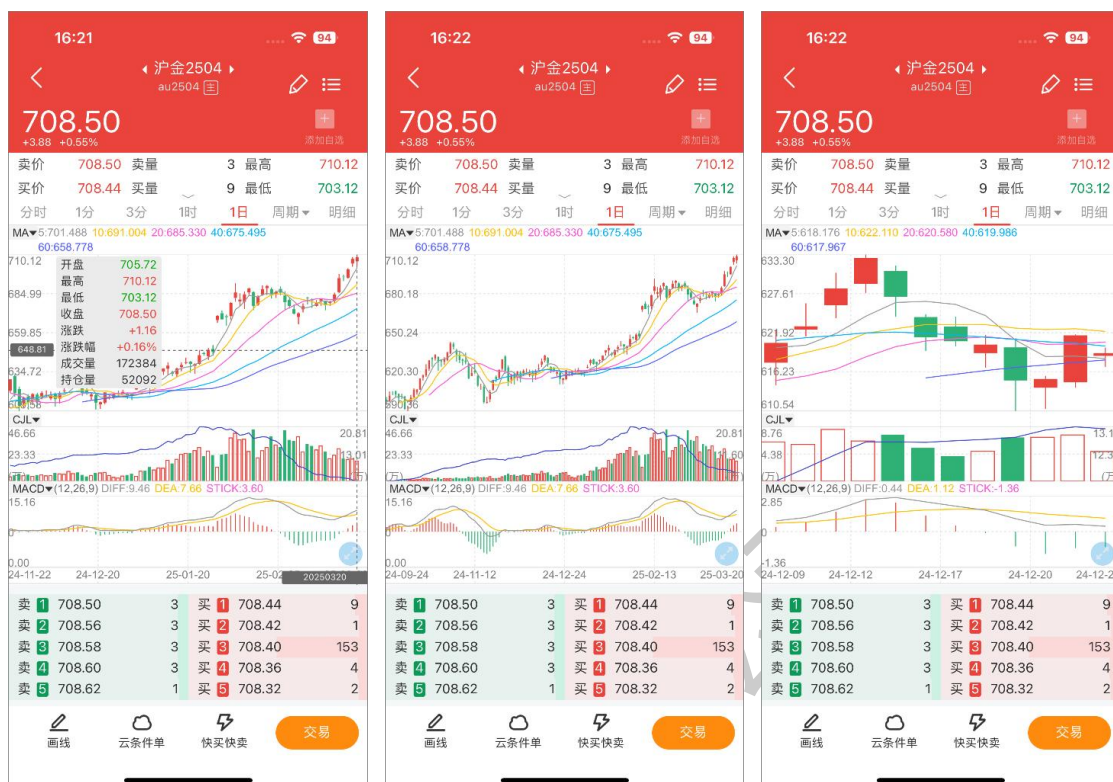 16:21
94
沪金2504
au2504 主
708.50
+3.88 +0.55%
添加自选
卖价 708.50 卖量 3 最高 710.12
买价 708.44 买量 9 最低 703.12
分时 1分 3分 1时 1日 周期 明细
MA 5:701.488 10:691.004 20:685.330 40:675.495
60:658.778
710.12
684.99
659.85
648.81
634.72
开盘 705.72
最高 710.12
最低 703.12
收盘 708.50
涨跌 +1.16
涨跌幅 +0.16%
成交量 172384
持仓量 52092
CJL
46.66 20.81
23.33
(万)
MACD (12,26,9) DIFF:9.46 DEA:7.66 STICK:3.60
15.16
0
0.00
24-11-22 24-12-20 25-01-20 20250320
卖 1 708.50 3 买 1 708.44 9
卖 2 708.56 3 买 2 708.42 1
卖 3 708.58 3 买 3 708.40 153
卖 4 708.60 3 买 4 708.36 4
卖 5 708.62 1 买 5 708.32 2
画线 云条件单 快买快卖 交易
16:22
94
沪金2504
au2504 主
708.50
+3.88 +0.55%
添加自选
卖价 708.50 卖量 3 最高 710.12
买价 708.44 买量 9 最低 703.12
分时 1分 3分 1时 1日 周期 明细
MA 5:701.488 10:691.004 20:685.330 40:675.495
60:658.778
710.12
680.18
650.24
620.30
CJL
46.66 20.81
23.33
(万)
MACD (12,26,9) DIFF:9.46 DEA:7.66 STICK:3.60
15.16
0
0.00
24-09-24 24-11-12 24-12-24 25-02-13 25-03-20
卖 1 708.50 3 买 1 708.44 9
卖 2 708.56 3 买 2 708.42 1
卖 3 708.58 3 买 3 708.40 153
卖 4 708.60 3 买 4 708.36 4
卖 5 708.62 1 买 5 708.32 2
画线 云条件单 快买快卖 交易
16:22
94
沪金2504
au2504 主
708.50
+3.88 +0.55%
添加自选
卖价 708.50 卖量 3 最高 710.12
买价 708.44 买量 9 最低 703.12
分时 1分 3分 1时 1日 周期 明细
MA 5:618.176 10:622.110 20:620.580 40:619.986
60:617.967
633.30
627.61
621.92
616.23
610.54
CJL
8.76
4.38
(万)
MACD (12,26,9) DIFF:0.44 DEA:1.12 STICK:-1.36
2.85
0
-1.36
24-12-09 24-12-12 24-12-17 24-12-20
卖 1 708.50 3 买 1 708.44 9
卖 2 708.56 3 买 2 708.42 1
卖 3 708.58 3 买 3 708.40 153
卖 4 708.60 3 买 4 708.36 4
卖 5 708.62 1 买 5 708.32 2
画线 云条件单 快买快卖 交易